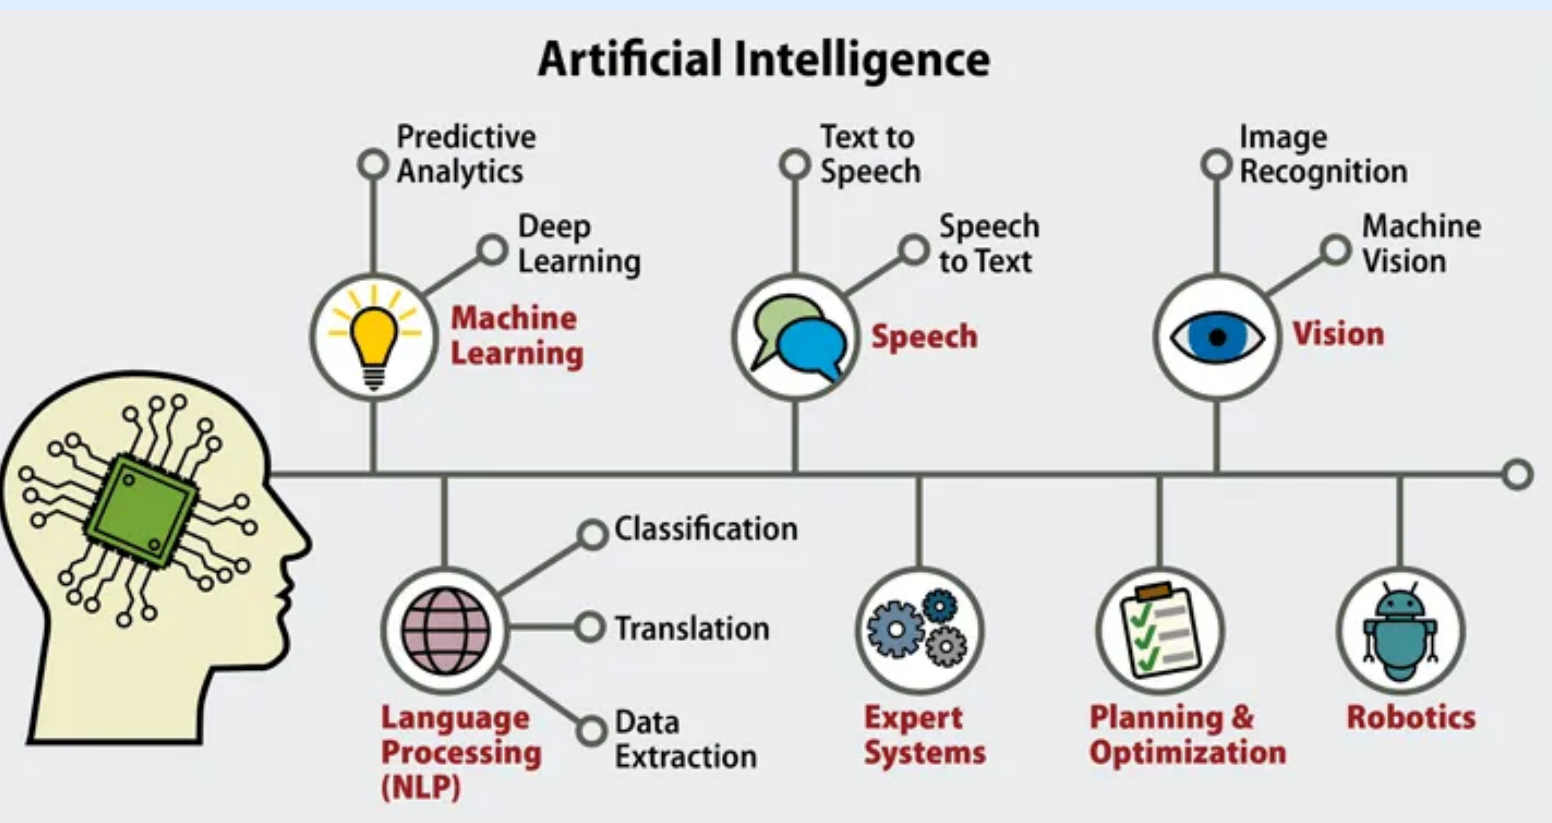 Artificial Intelligence
Predictive
Analytics
Deep
Learning
Machine
Learning
Text to
Speech
Speech
to Text
Speech
Image
Recognition
Machine
Vision
Vision
Classification
Translation
Data
Extraction
Language
Processing
(NLP)
Expert
Systems
Planning &
Optimization
Robotics